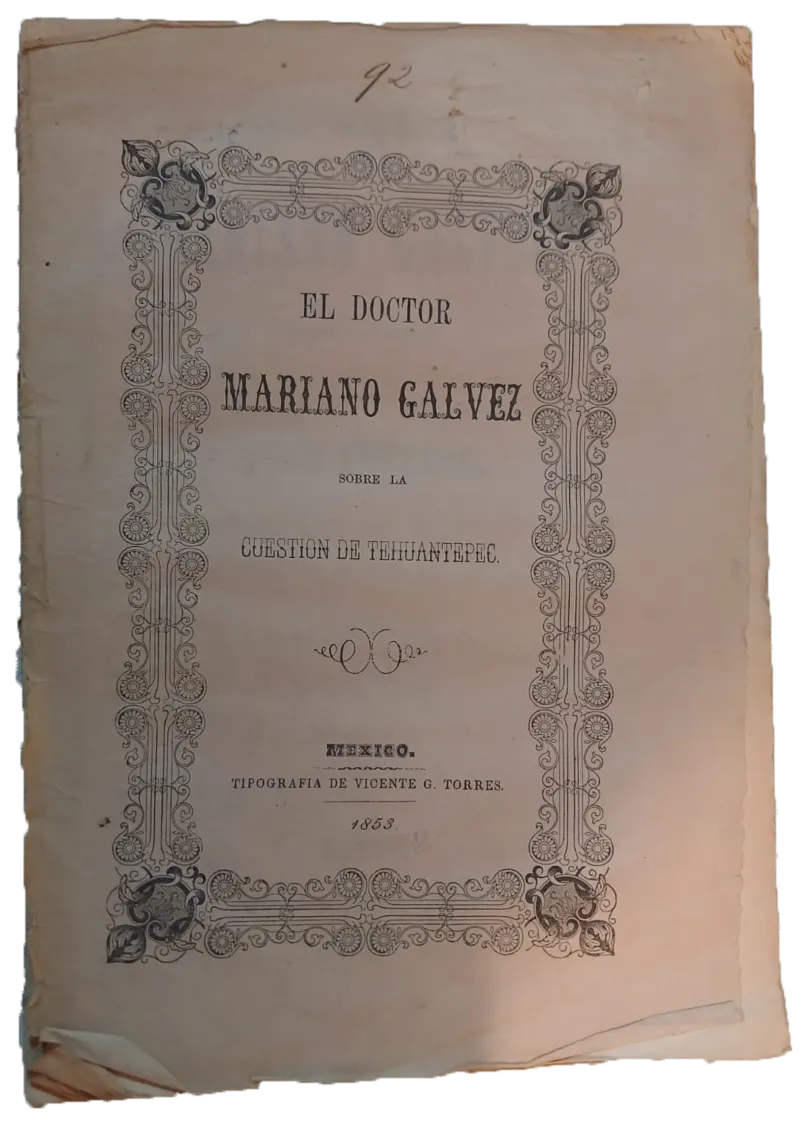 92
EL DOCTOR
MARIANO GALVEZ
SOBRE LA
CUESTION DE TEHUANTEPEC.
MEXICO.
TIPOGRAFIA DE VICENTE G. TORRES.
1853.